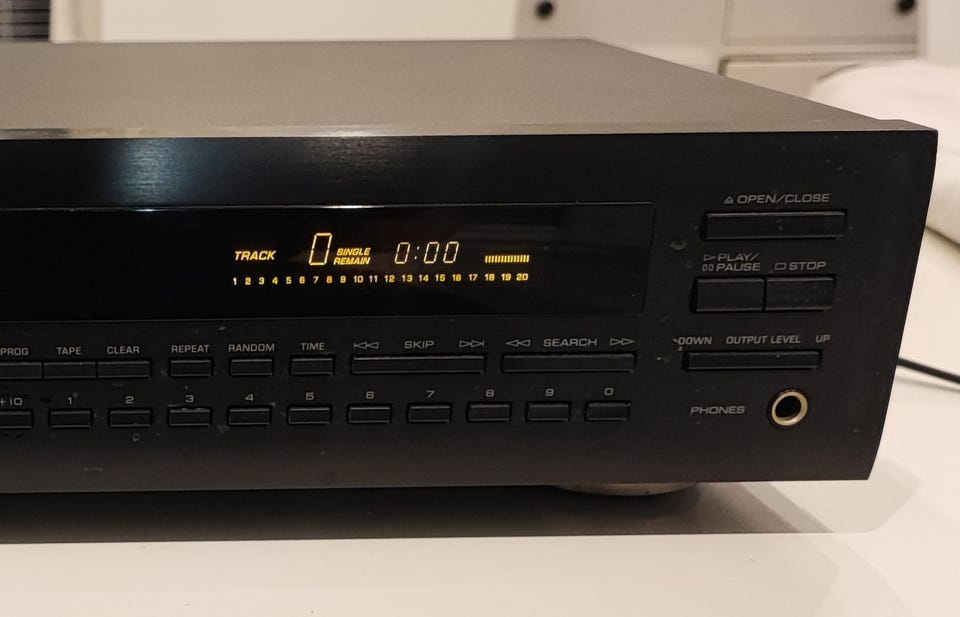 OPEN/CLOSE
TRACK 0 SINGLE REMAIN 0:00
1 2 3 4 5 6 7 8 9 10 11 12 13 14 15 16 17 18 19 20
PLAY/
PAUSE STOP
PROG TAPE CLEAR REPEAT RANDOM TIME SKIP SEARCH
DOWN OUTPUT LEVEL UP
+10 1 2 3 4 5 6 7 8 9 0
PHONES